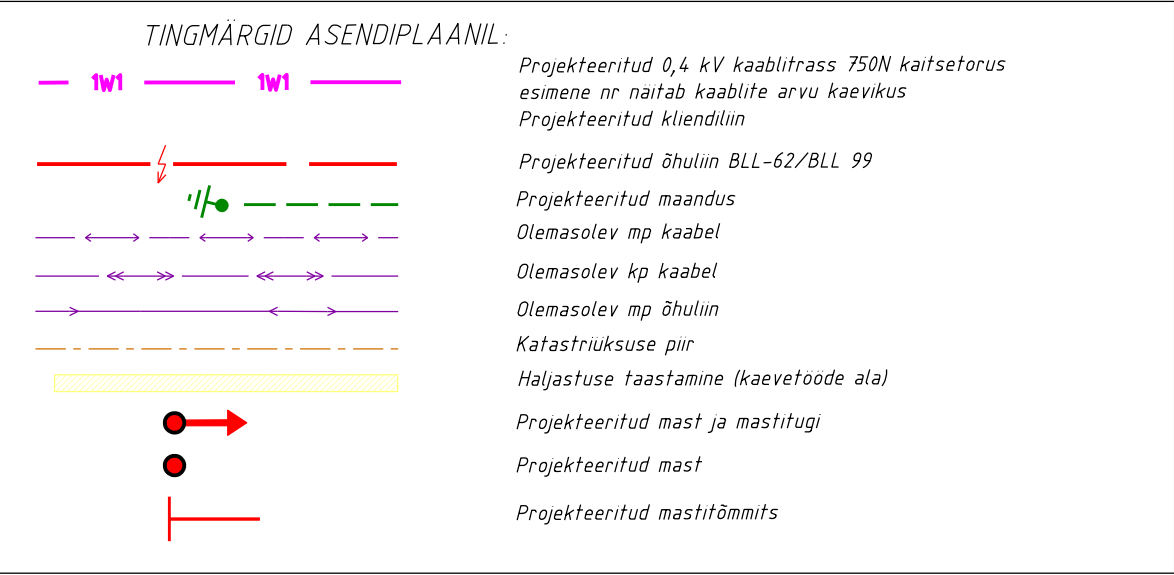 TINGMÄRGID ASENDIPLAANIL:
1W1 1W1
Projekteeritud 0,4 kV kaablitrass 750N kaitsetorus
esimene nr näitab kaablite arvu kaevikus
Projekteeritud kliendiliin
Projekteeritud õhuliin BLL-62/BLL 99
Projekteeritud maandus
Olemasolev mp kaabel
Olemasolev kp kaabel
Olemasolev mp õhuliin
Katastriüksuse piir
Haljastuse taastamine (kaevetööde ala)
Projekteeritud mast ja mastitugi
Projekteeritud mast
Projekteeritud mastitõmmits